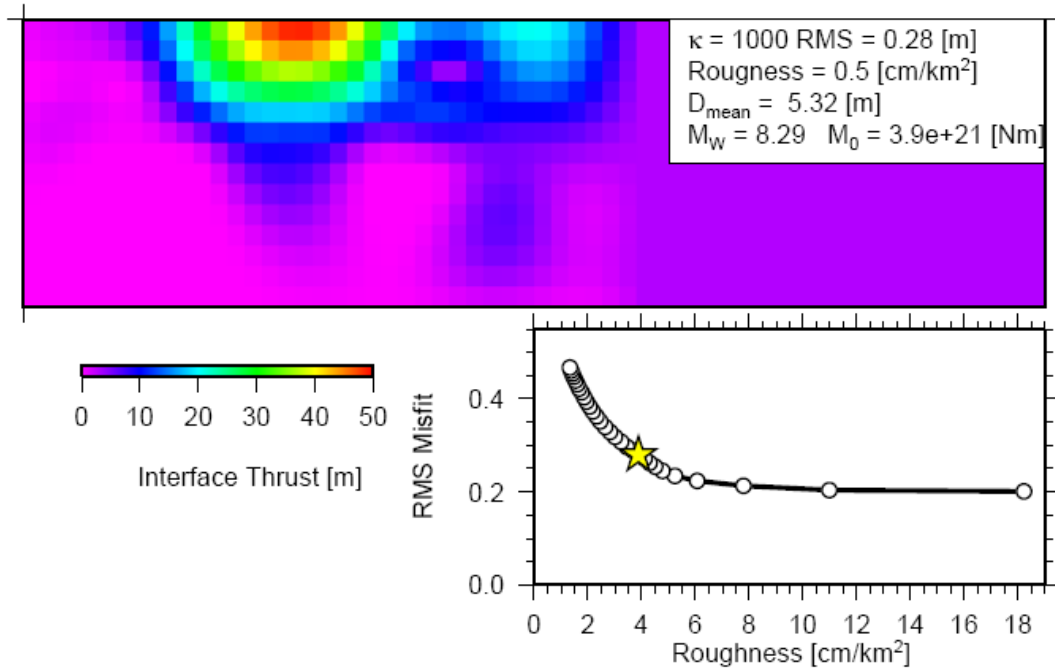 κ = 1000 RMS = 0.28 [m]
Rougness = 0.5 [cm/km²]
Dmean = 5.32 [m]
Mw = 8.29 M₀ = 3.9e+21 [Nm]
0 10 20 30 40 50
Interface Thrust [m]
RMS Misfit
0.4
0.2
0.0
0 2 4 6 8 10 12 14 16 18
Roughness [cm/km²]